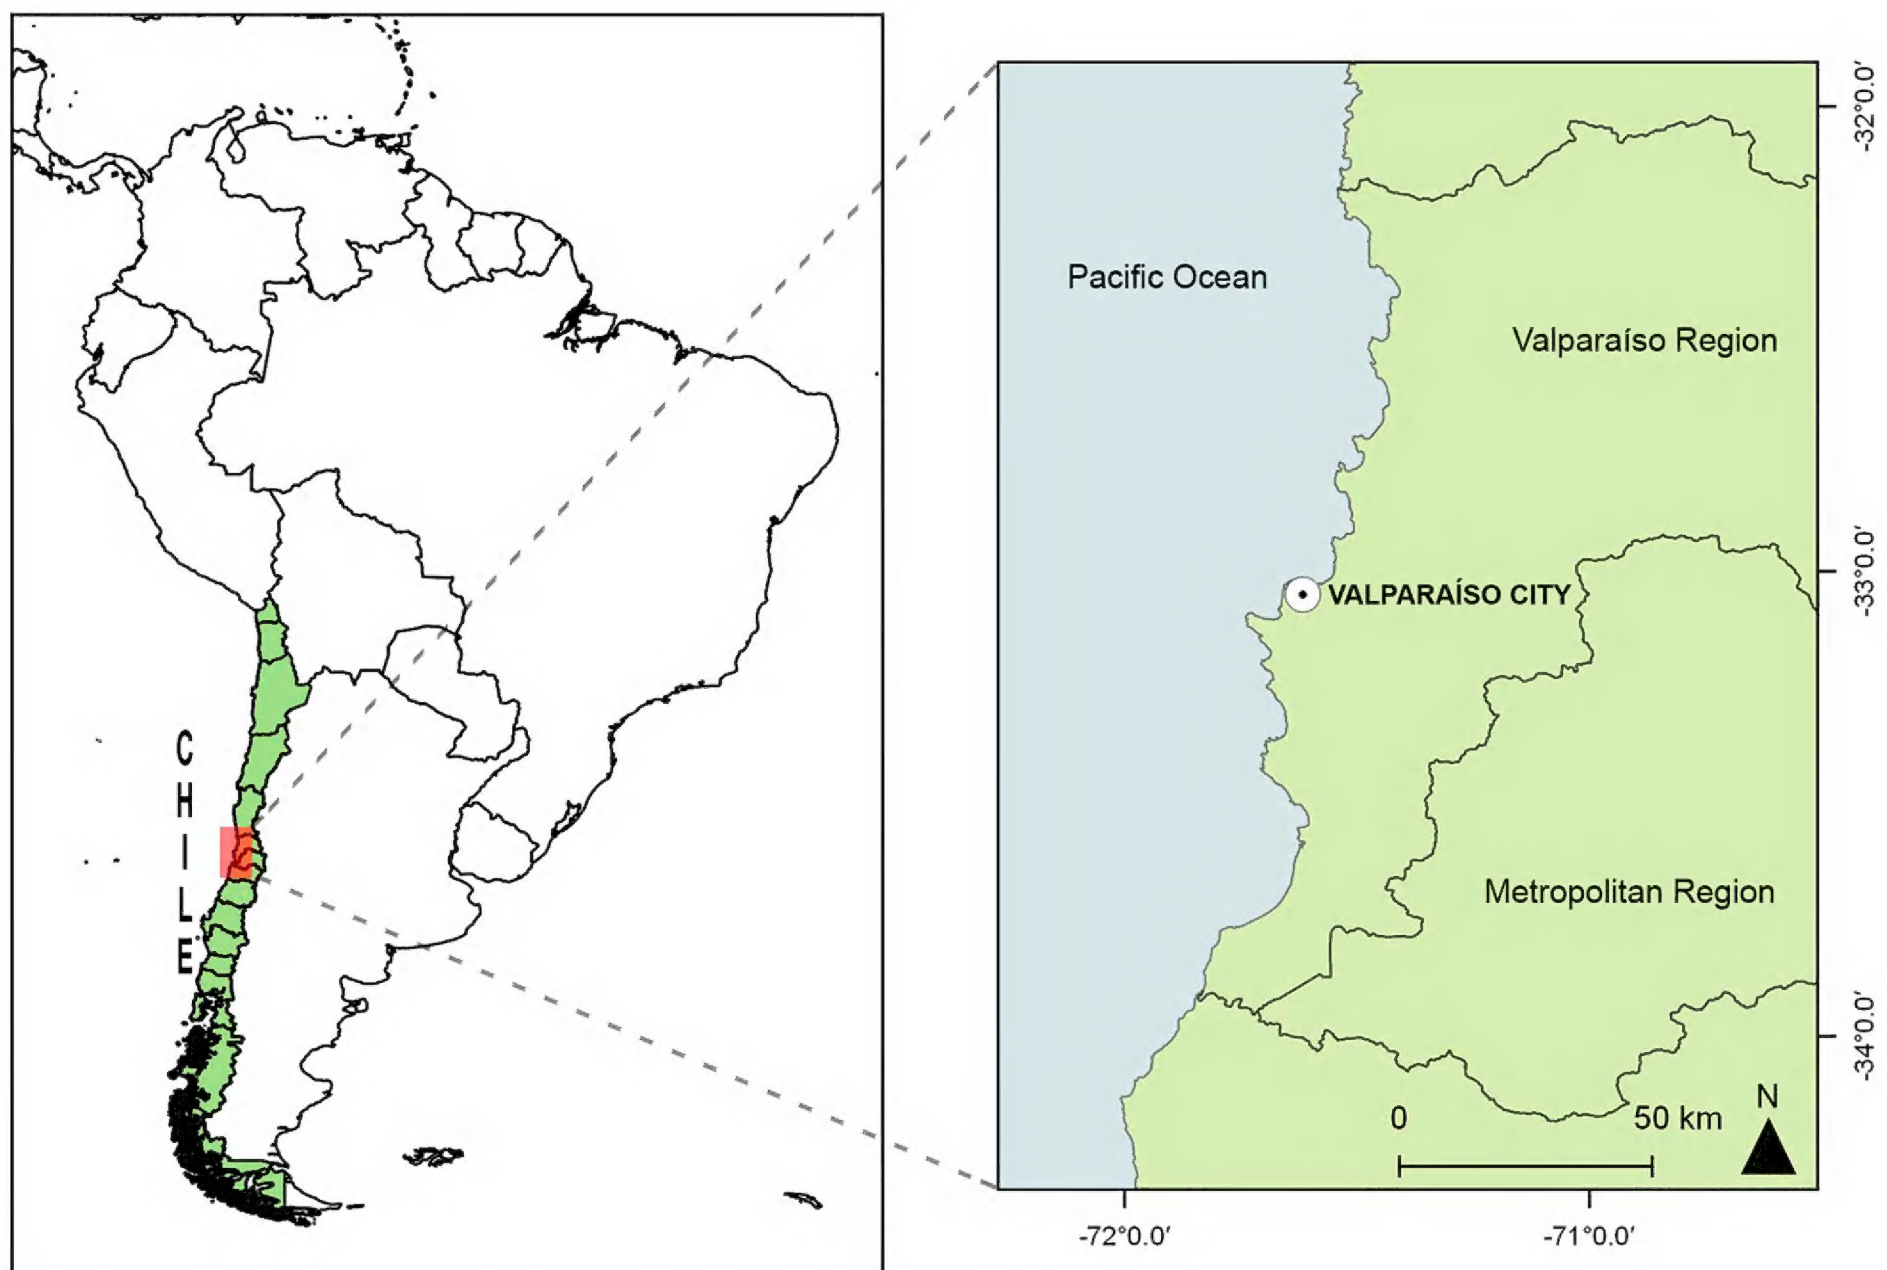 CHILE
Pacific Ocean
Valparaíso Region
VALPARAÍSO CITY
Metropolitan Region
0
50 km
N
-32°0.0′
-33°0.0′
-34°0.0′
-72°0.0′
-71°0.0′